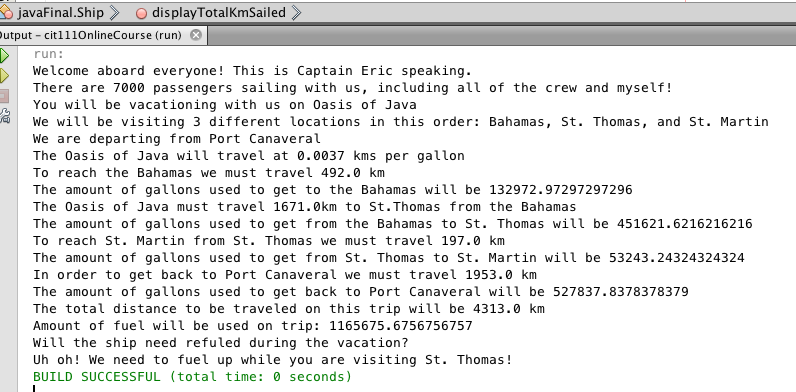 javaFinal.Ship displayTotalKmSailed
Output - cit111OnlineCourse (run)
run:
Welcome aboard everyone! This is Captain Eric speaking.
There are 7000 passengers sailing with us, including all of the crew and myself!
You will be vacationing with us on Oasis of Java
We will be visiting 3 different locations in this order: Bahamas, St. Thomas, and St. Martin
We are departing from Port Canaveral
The Oasis of Java will travel at 0.0037 kms per gallon
To reach the Bahamas we must travel 492.0 km
The amount of gallons used to get to the Bahamas will be 132972.97297297296
The Oasis of Java must travel 1671.0km to St.Thomas from the Bahamas
The amount of gallons used to get from the Bahamas to St. Thomas will be 451621.6216216216
To reach St. Martin from St. Thomas we must travel 197.0 km
The amount of gallons used to get from St. Thomas to St. Martin will be 53243.24324324324
In order to get back to Port Canaveral we must travel 1953.0 km
The amount of gallons used to get back to Port Canaveral will be 527837.8378378379
The total distance to be traveled on this trip will be 4313.0 km
Amount of fuel will be used on trip: 1165675.6756756757
Will the ship need refuled during the vacation?
Uh oh! We need to fuel up while you are visiting St. Thomas!
BUILD SUCCESSFUL (total time: 0 seconds)